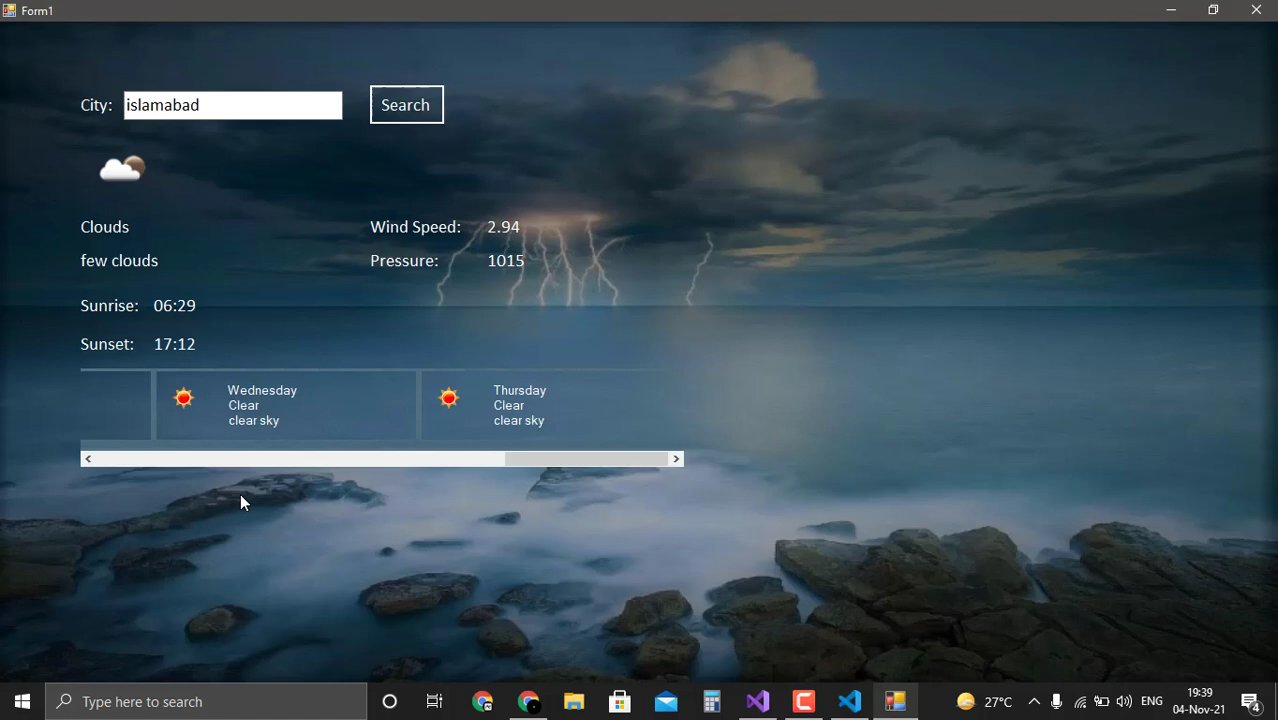 Form1
City: islamabad Search
Clouds Wind Speed: 2.94
few clouds Pressure: 1015
Sunrise: 06:29
Sunset: 17:12
Wednesday
Clear
clear sky
Thursday
Clear
clear sky
Type here to search
27°C
ENG
19:39
04-Nov-21
4